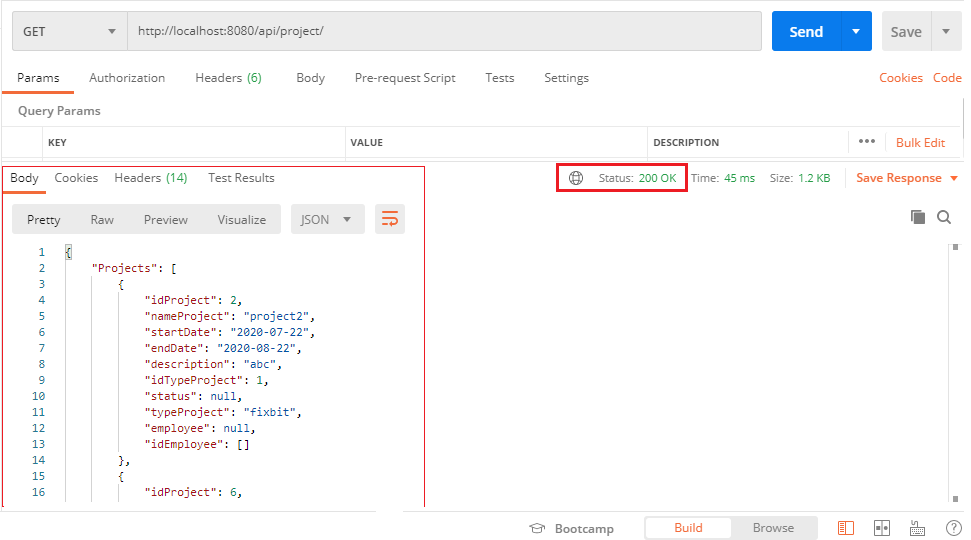 GET http://localhost:8080/api/project/ Send Save
Params Authorization Headers (6) Body Pre-request Script Tests Settings Cookies Code
Query Params
KEY VALUE DESCRIPTION ••• Bulk Edit
Body Cookies Headers (14) Test Results Status: 200 OK Time: 45 ms Size: 1.2 KB Save Response
Pretty Raw Preview Visualize JSON
1 {
2 "Projects": [
3 {
4 "idProject": 2,
5 "nameProject": "project2",
6 "startDate": "2020-07-22",
7 "endDate": "2020-08-22",
8 "description": "abc",
9 "idTypeProject": 1,
10 "status": null,
11 "typeProject": "fixbit",
12 "employee": null,
13 "idEmployee": []
14 },
15 {
16 "idProject": 6,
Bootcamp Build Browse